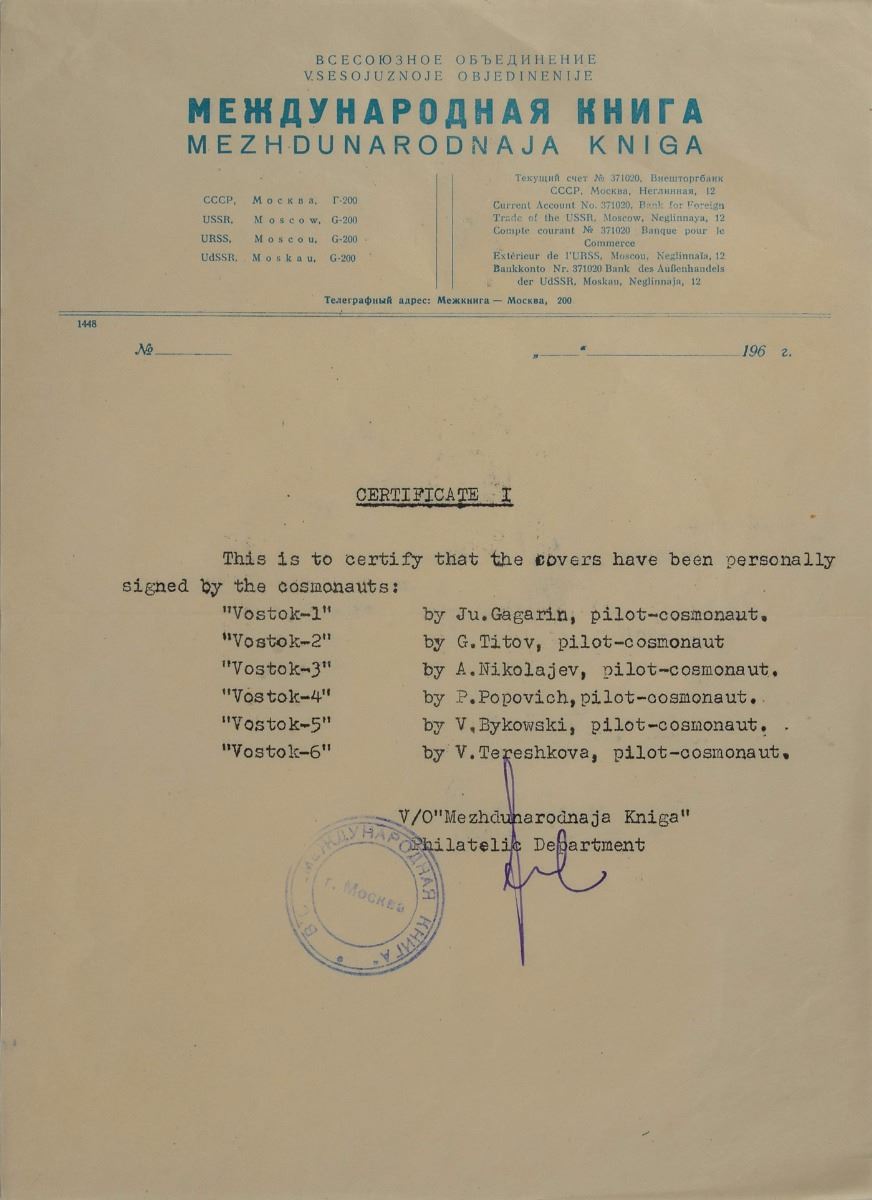 ВСЕСОЮЗНОЕ ОБЪЕДИНЕНИЕ
VSESOJUZNOJE OBJEDINENIJE
МЕЖДУНАРОДНАЯ КНИГА
MEZHDUNARODNAJA KNIGA
СССР, Москва, Г-200
USSR, Moscow, G-200
URSS, Moscou, G-200
UdSSR, Moskau, G-200
Текущий счет № 371020, Внешторгбанк
СССР, Москва, Неглинная, 12
Current Account No. 371020, Bank for Foreign
Trade of the USSR, Moscow, Neglinnaya, 12
Compte courant № 371020 Banque pour le
Commerce
Extérieur de l'URSS, Moscou, Neglinnaïa, 12
Bankkonto Nr. 371020 Bank des Außenhandels
der UdSSR, Moskau, Neglinnaja, 12
Телеграфный адрес: Межкнига — Москва, 200
1448
№ „ “ 196 г.
CERTIFICATE I
This is to certify that the covers have been personally
signed by the cosmonauts:
"Vostok-1" by Ju.Gagarin, pilot-cosmonaut.
"Vostok-2" by G.Titov, pilot-cosmonaut
"Vostok-3" by A.Nikolajev, pilot-cosmonaut.
"Vostok-4" by P.Popovich,pilot-cosmonaut.
"Vostok-5" by V.Bykowski, pilot-cosmonaut.
"Vostok-6" by V.Tereshkova, pilot-cosmonaut.
V/O"Mezhdunarodnaja Kniga"
Philatelic Department
"МЕЖДУНАРОДНАЯ КНИГА"
г. Москва